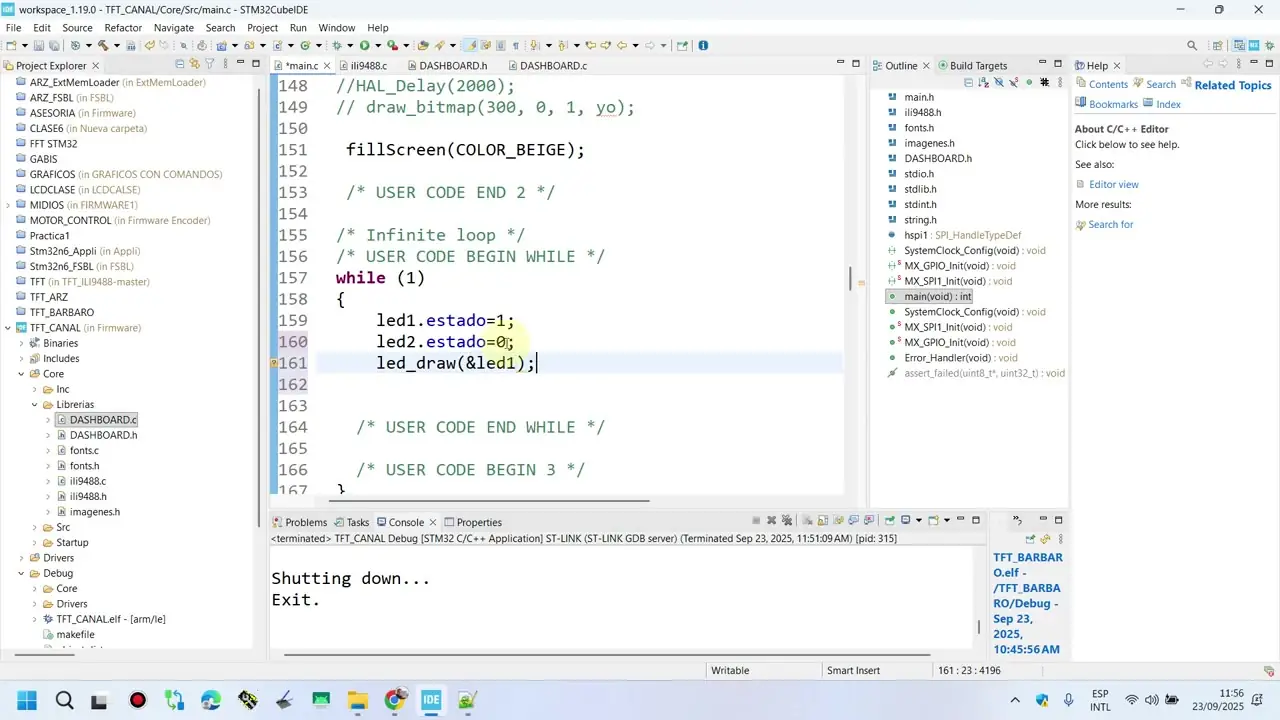 workspace_1.19.0 - TFT_CANAL/Core/Src/main.c - STM32CubeIDE
File Edit Source Refactor Navigate Search Project Run Window Help
Project Explorer
ARZ_ExtMemLoader (in ExtMemLoader)
ARZ_FSBL (in FSBL)
ASESORIA (in Firmware)
CLASE6 (in Nueva carpeta)
FFT STM32
GABIS
GRAFICOS (in GRAFICOS CON COMANDOS)
LCDCLASE (in LCDCALSE)
MIDIOS (in FIRMWARE1)
MOTOR_CONTROL (in Firmware Encoder)
Practica1
Stm32n6_Appli (in Appli)
Stm32n6_FSBL (in FSBL)
TFT (in TFT_ILI9488-master)
TFT_ARZ
TFT_BARBARO
TFT_CANAL (in Firmware)
Binaries
Includes
Core
Inc
Librerias
DASHBOARD.c
DASHBOARD.h
fonts.c
fonts.h
ili9488.c
ili9488.h
imagenes.h
Src
Startup
Drivers
Debug
Core
Drivers
TFT_CANAL.elf - [arm/le]
makefile
*main.c ili9488.c DASHBOARD.h DASHBOARD.c
148 //HAL_Delay(2000);
149 // draw_bitmap(300, 0, 1, yo);
150
151 fillScreen(COLOR_BEIGE);
152
153 /* USER CODE END 2 */
154
155 /* Infinite loop */
156 /* USER CODE BEGIN WHILE */
157 while (1)
158 {
159 led1.estado=1;
160 led2.estado=0;
161 led_draw(&led1);
162
163
164 /* USER CODE END WHILE */
165
166 /* USER CODE BEGIN 3 */
167 }
Outline Build Targets
main.h
ili9488.h
fonts.h
imagenes.h
DASHBOARD.h
stdio.h
stdlib.h
stdint.h
string.h
hspi1 : SPI_HandleTypeDef
SystemClock_Config(void) : void
MX_GPIO_Init(void) : void
MX_SPI1_Init(void) : void
main(void) : int
SystemClock_Config(void) : void
MX_SPI1_Init(void) : void
MX_GPIO_Init(void) : void
Error_Handler(void) : void
assert_failed(uint8_t*, uint32_t) : void
Help
Contents Search Related Topics
Bookmarks Index
About C/C++ Editor
Click below to see help.
See also:
Editor view
More results:
Search for
Problems Tasks Console Properties
<terminated> TFT_CANAL Debug [STM32 C/C++ Application] ST-LINK (ST-LINK GDB server) (Terminated Sep 23, 2025, 11:51:09 AM) [pid: 315]
Shutting down...
Exit.
TFT_BARBAR
O.elf -
/TFT_BARBA
RO/Debug -
Sep 23,
2025,
10:45:56 AM
Writable Smart Insert 161 : 23 : 4196
IDE
ESP
INTL
11:56
23/09/2025